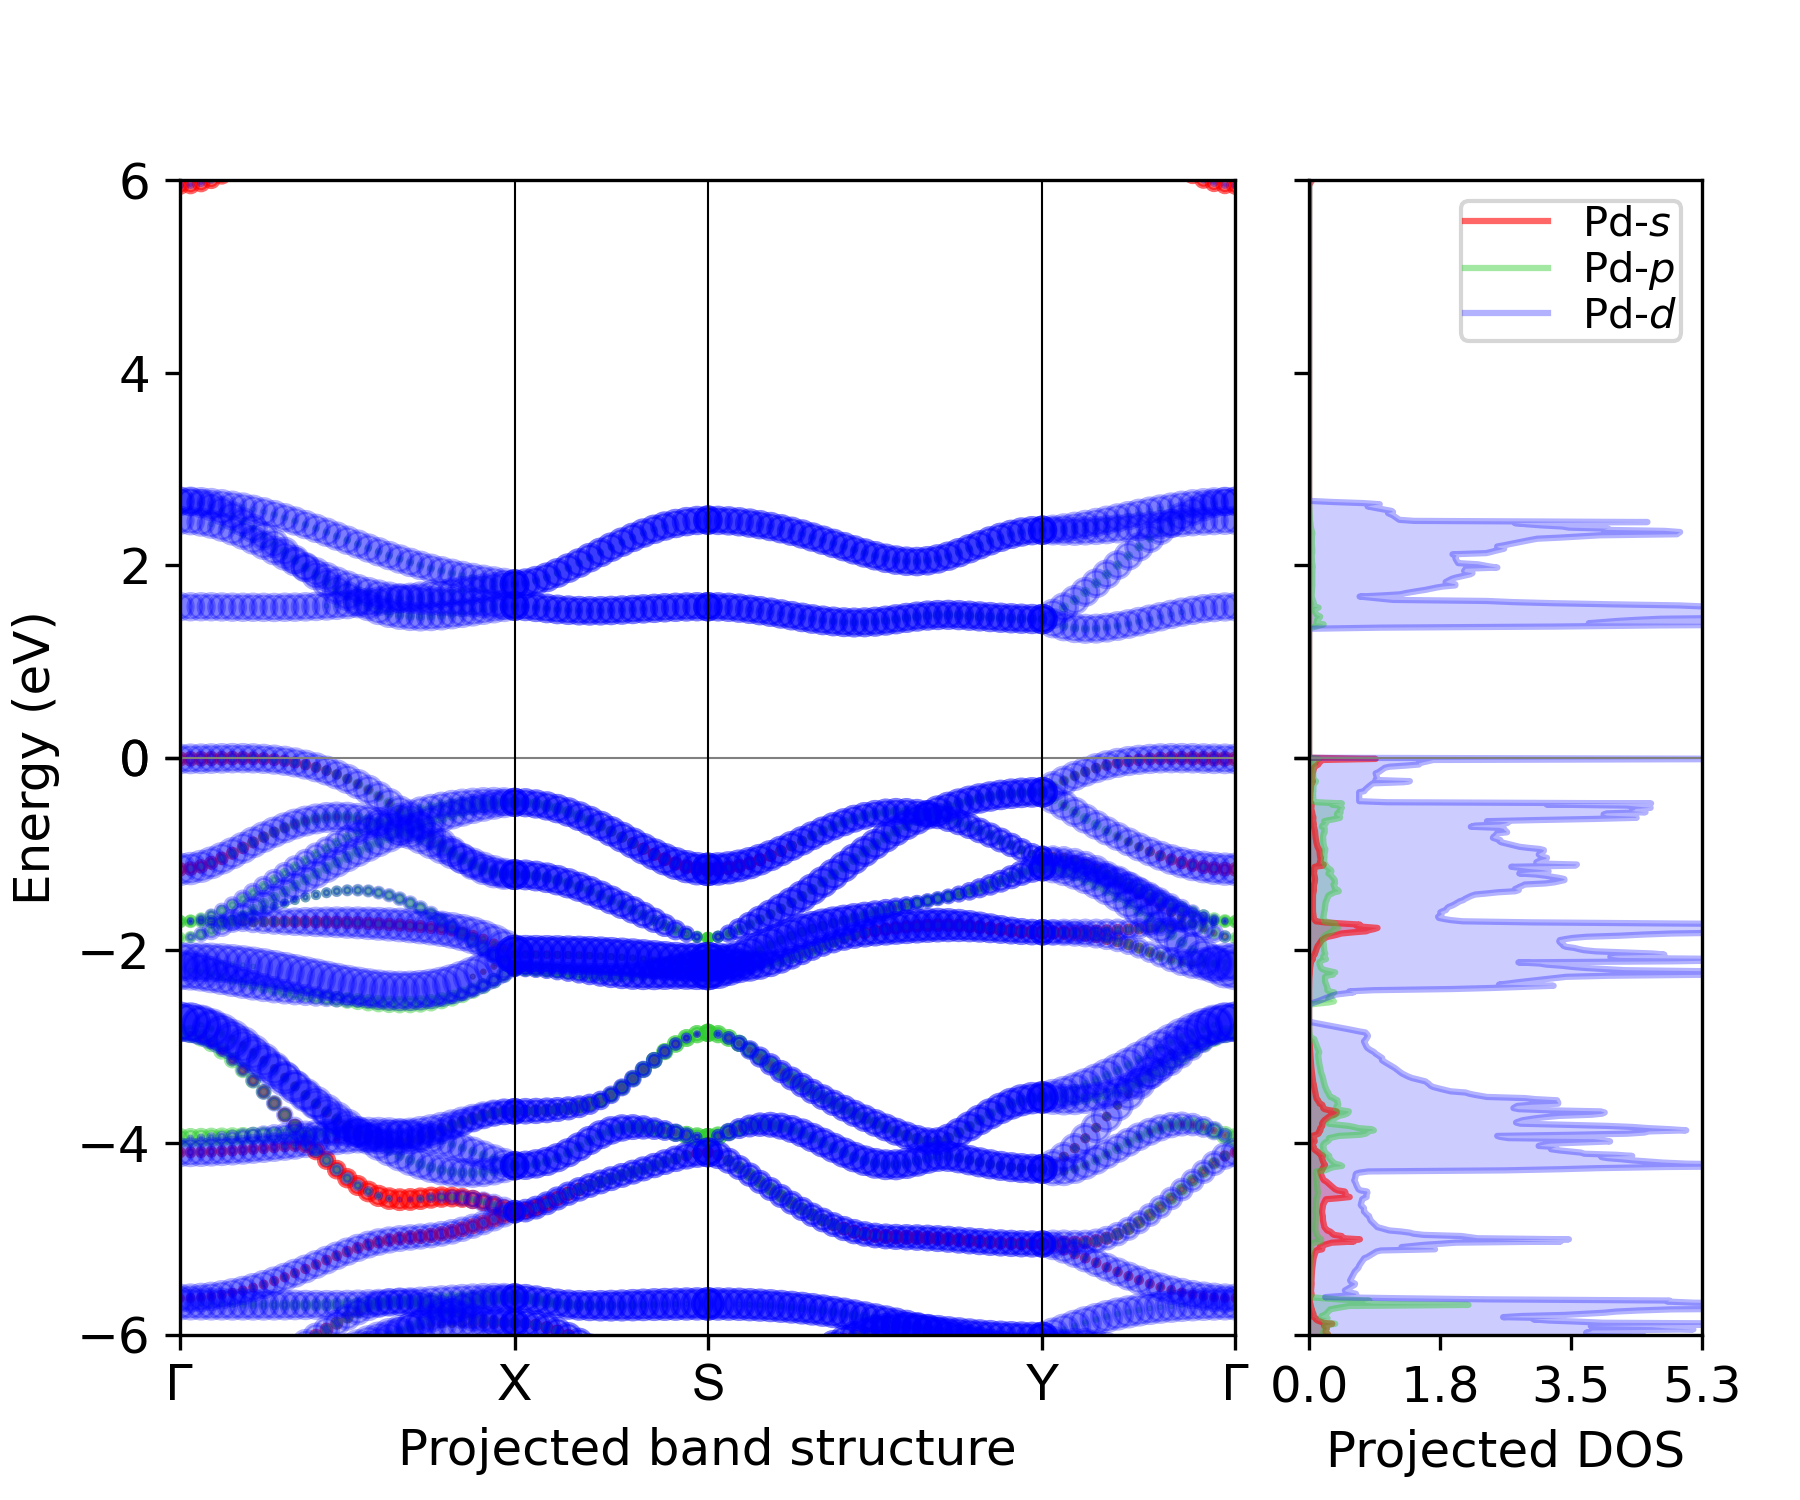 6
4
2
0
−2
−4
−6
Energy (eV)
Γ X S Y Γ
Projected band structure
Pd-s
Pd-p
Pd-d
0.0 1.8 3.5 5.3
Projected DOS